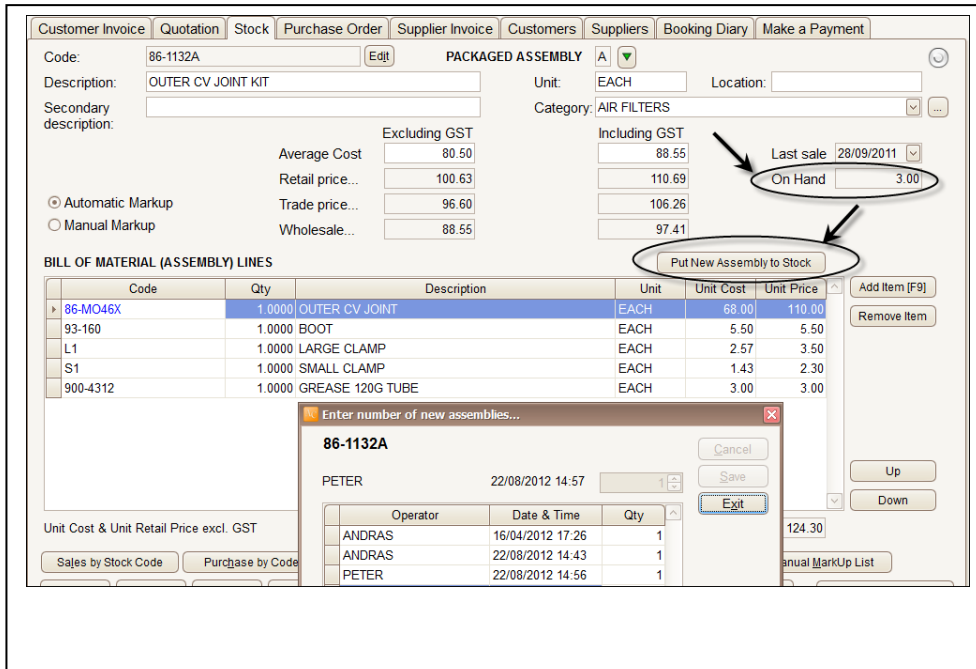 Customer Invoice Quotation Stock Purchase Order Supplier Invoice Customers Suppliers Booking Diary Make a Payment
Code: 86-1132A Edit PACKAGED ASSEMBLY A
Description: OUTER CV JOINT KIT Unit: EACH Location:
Secondary description: Category: AIR FILTERS ...
Excluding GST Including GST
Average Cost 80.50 88.55 Last sale 28/09/2011
Retail price... 100.63 110.69 On Hand 3.00
Automatic Markup Trade price... 96.60 106.26
Manual Markup Wholesale... 88.55 97.41
BILL OF MATERIAL (ASSEMBLY) LINES Put New Assembly to Stock
Code Qty Description Unit Unit Cost Unit Price Add Item [F9]
86-MO46X 1.0000 OUTER CV JOINT EACH 68.00 110.00 Remove Item
93-160 1.0000 BOOT EACH 5.50 5.50
L1 1.0000 LARGE CLAMP EACH 2.57 3.50
S1 1.0000 SMALL CLAMP EACH 1.43 2.30
900-4312 1.0000 GREASE 120G TUBE EACH 3.00 3.00
Enter number of new assemblies...
86-1132A Cancel
PETER 22/08/2012 14:57 1 Save Up
Exit Down
Operator Date & Time Qty
Unit Cost & Unit Retail Price excl. GST 124.30
ANDRAS 16/04/2012 17:26 1
ANDRAS 22/08/2012 14:43 1
Sales by Stock Code Purchase by Code anual MarkUp List
PETER 22/08/2012 14:56 1